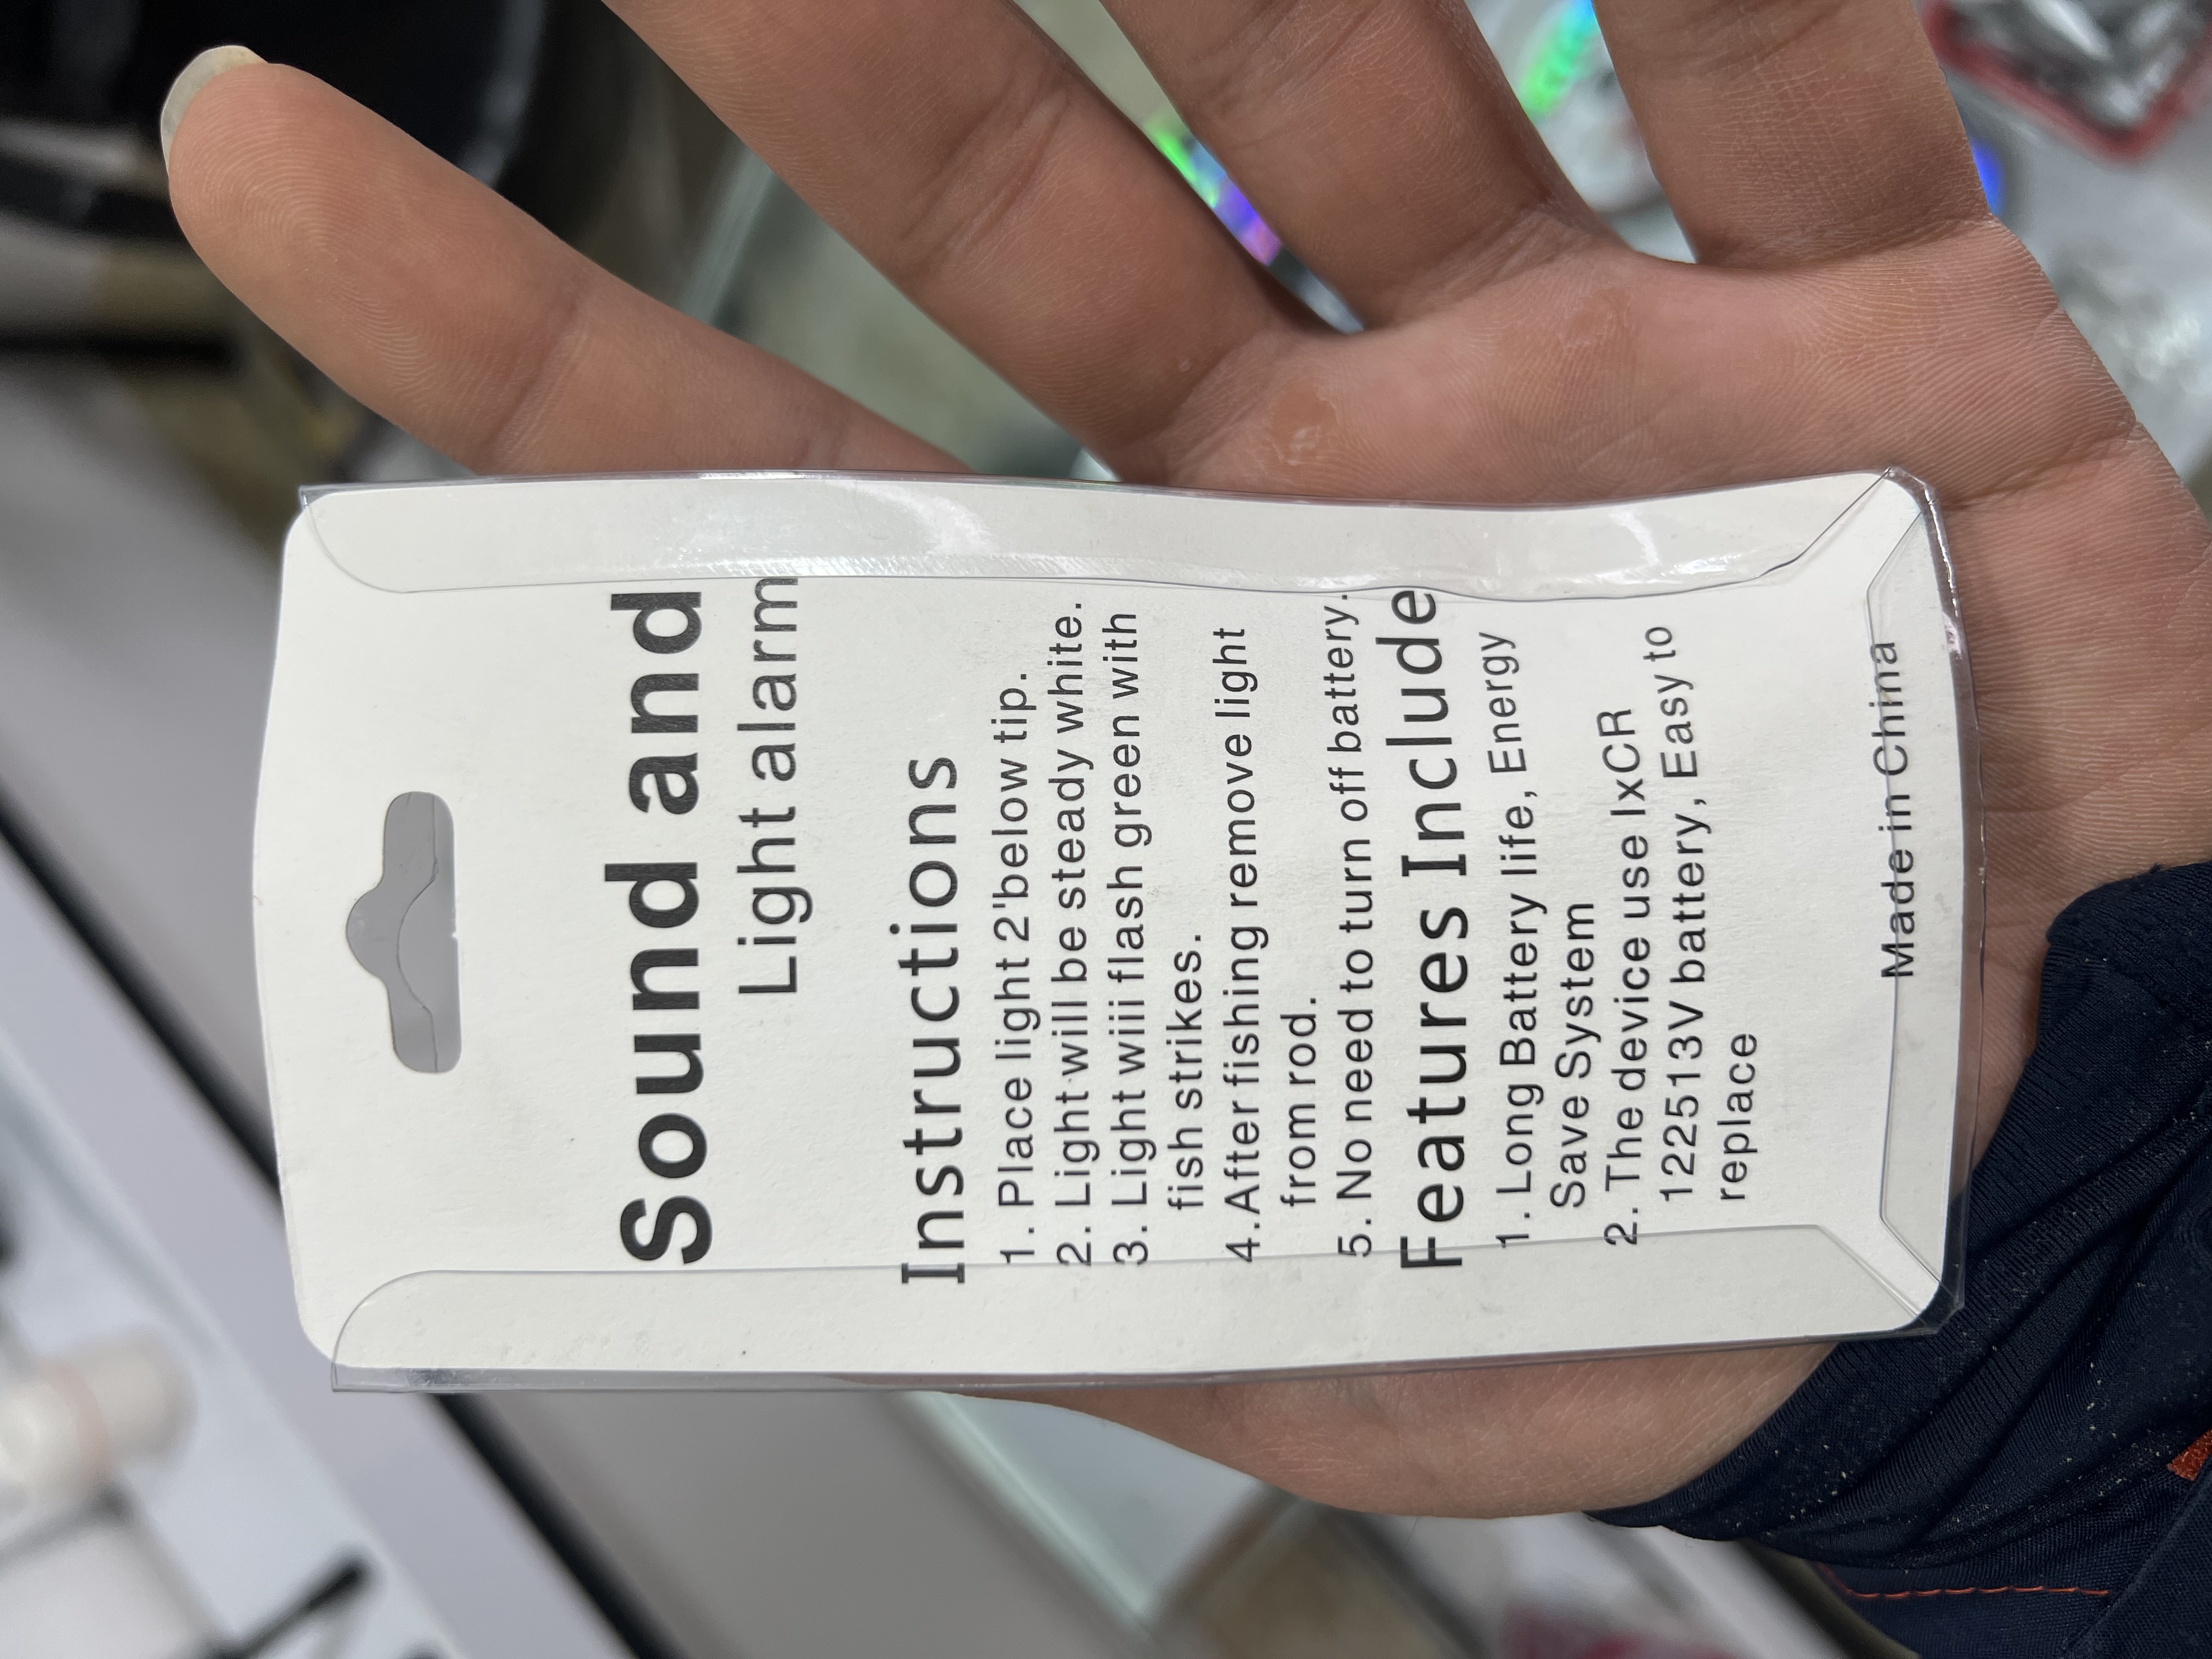 Sound and
Light alarm
Instructions
1. Place light 2'below tip.
2. Light will be steady white.
3. Light wiii flash green with
fish strikes.
4.After fishing remove light
from rod.
5. No need to turn off battery.
Features Include
1. Long Battery life, Energy
Save System
2. The device use IxCR
122513V battery, Easy to
replace
Made in China